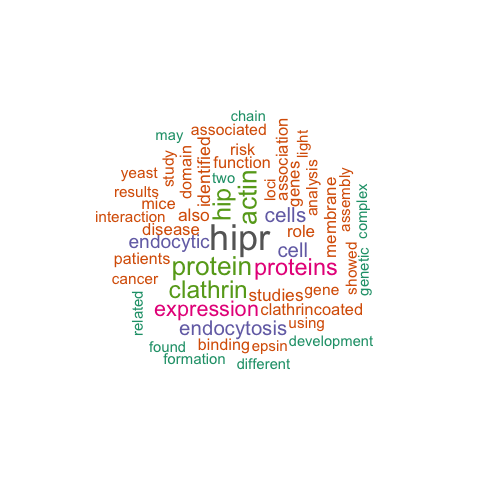 chain
may
associated
risk
function
two
yeast
study
domain
identified
hip
actin
association
genes
loci
light
analysis
results
mice
interaction
also
disease
cells
role
membrane
assembly
complex
endocytic
hipr
cell
patients
protein
proteins
showed
genetic
cancer
clathrin
studies
gene
related
expression
clathrincoated
endocytosis
using
found
binding
epsin
development
formation
different